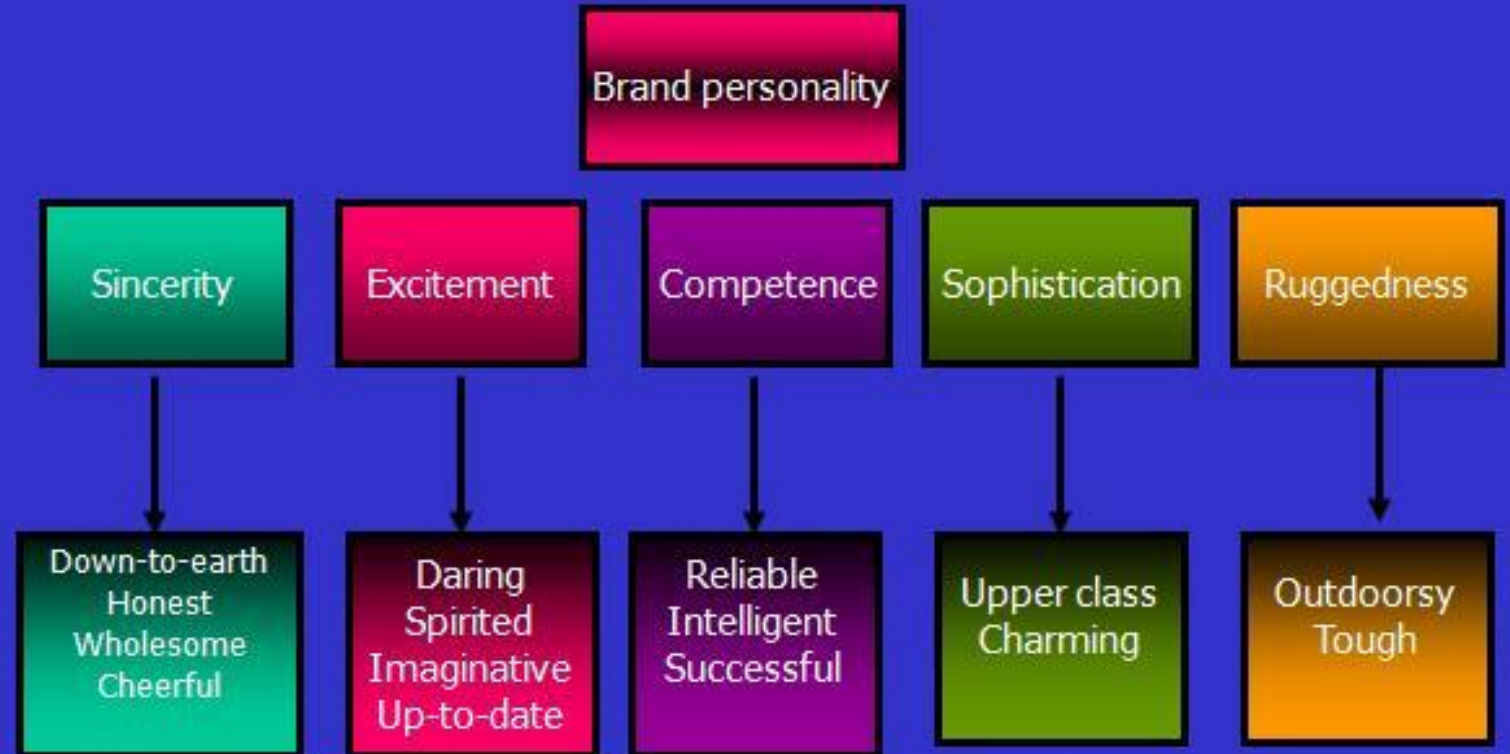 Brand personality
Sincerity
Excitement
Competence
Sophistication
Ruggedness
Down-to-earth
Honest
Wholesome
Cheerful
Daring
Spirited
Imaginative
Up-to-date
Reliable
Intelligent
Successful
Upper class
Charming
Outdoorsy
Tough